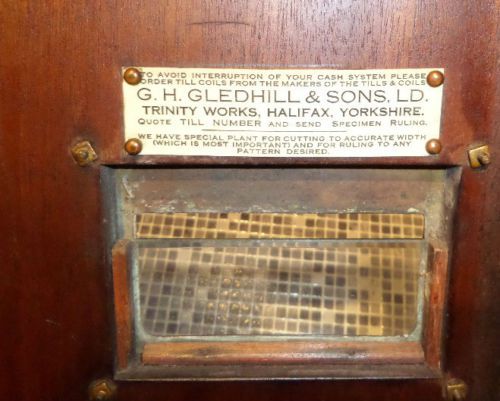 TO AVOID INTERRUPTION OF YOUR CASH SYSTEM PLEASE
ORDER TILL COILS FROM THE MAKERS OF THE TILLS & COILS
G. H. GLEDHILL & SONS, LD.
TRINITY WORKS, HALIFAX, YORKSHIRE.
QUOTE TILL NUMBER AND SEND SPECIMEN RULING.
WE HAVE SPECIAL PLANT FOR CUTTING TO ACCURATE WIDTH
(WHICH IS MOST IMPORTANT) AND FOR RULING TO ANY
PATTERN DESIRED.